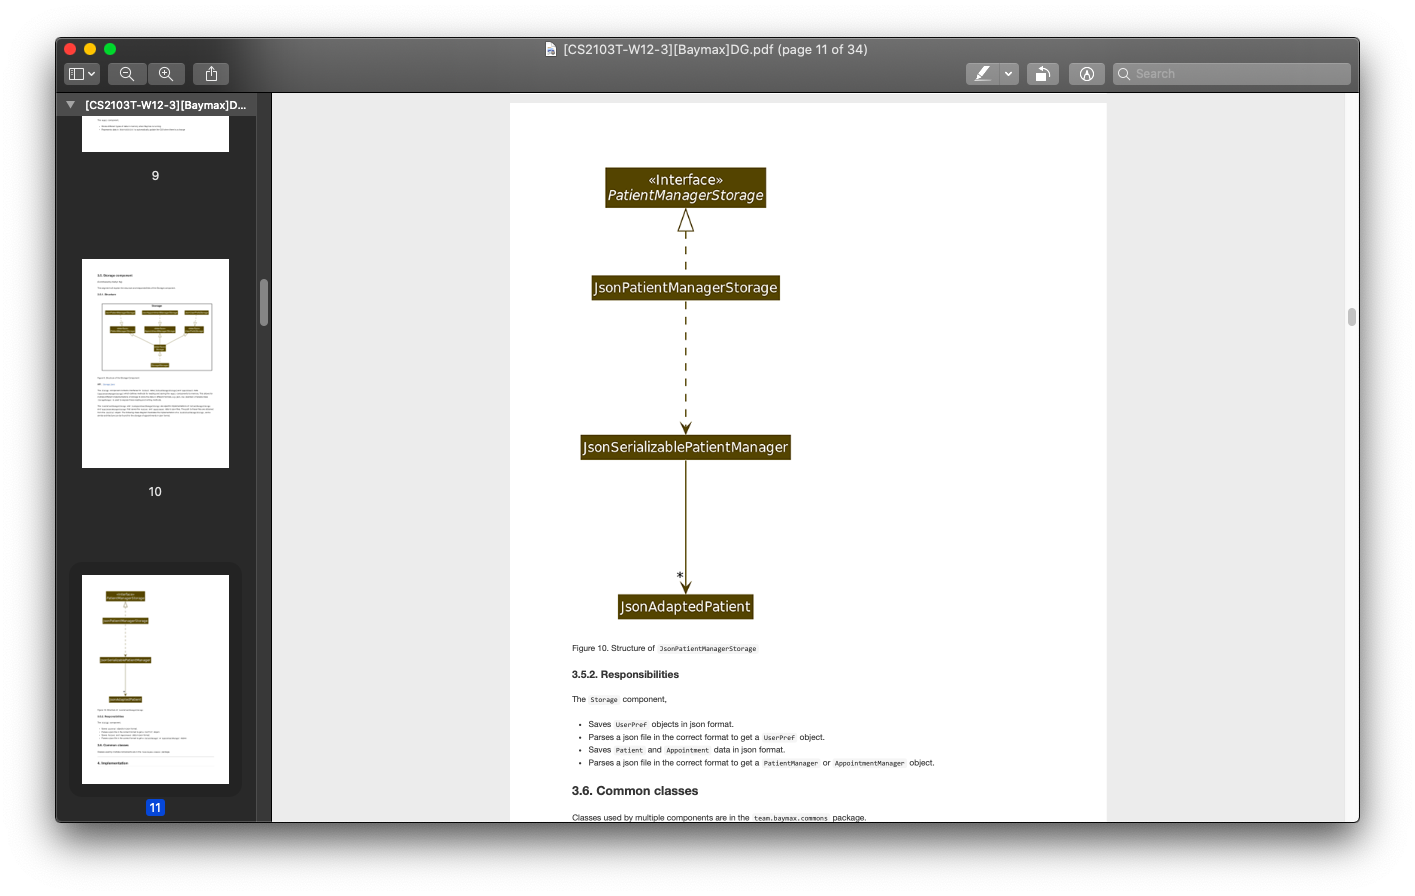 [CS2103T-W12-3][Baymax]DG.pdf (page 11 of 34)
Search
[CS2103T-W12-3][Baymax]D...
9
10
11
«Interface»
PatientManagerStorage
JsonPatientManagerStorage
JsonSerializablePatientManager
*
JsonAdaptedPatient
Figure 10. Structure of JsonPatientManagerStorage
3.5.2. Responsibilities
The Storage component,
• Saves UserPref objects in json format.
• Parses a json file in the correct format to get a UserPref object.
• Saves Patient and Appointment data in json format.
• Parses a json file in the correct format to get a PatientManager or AppointmentManager object.
3.6. Common classes
Classes used by multiple components are in the team.baymax.commons package.